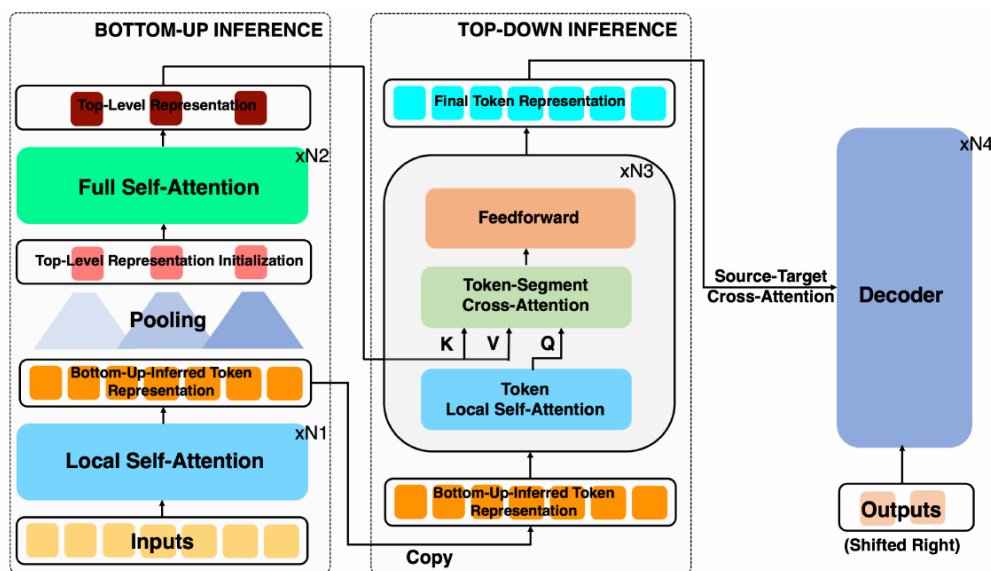 BOTTOM-UP INFERENCE
Top-Level Representation
xN2
Full Self-Attention
Top-Level Representation Initialization
Pooling
Bottom-Up-Inferred Token
Representation
xN1
Local Self-Attention
Inputs
Copy
TOP-DOWN INFERENCE
Final Token Representation
xN3
Feedforward
Token-Segment
Cross-Attention
K V Q
Token
Local Self-Attention
Bottom-Up-Inferred Token
Representation
Source-Target
Cross-Attention
xN4
Decoder
Outputs
(Shifted Right)